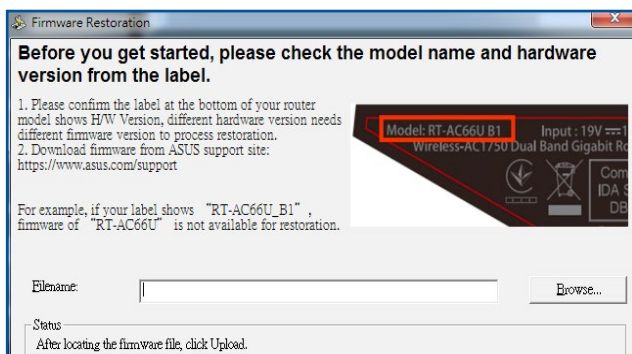 Firmware Restoration
Before you get started, please check the model name and hardware
version from the label.
1. Please confirm the label at the bottom of your router
model shows H/W Version, different hardware version needs
different firmware version to process restoration.
2. Download firmware from ASUS support site:
https://www.asus.com/support
For example, if your label shows “RT-AC66U_B1”,
firmware of “RT-AC66U” is not available for restoration.
Model: RT-AC66U B1 Input : 19V
Wireless-AC1750 Dual Band Gigabit
Com
IDA
DB
Filename:
Browse...
Status
After locating the firmware file, click Upload.